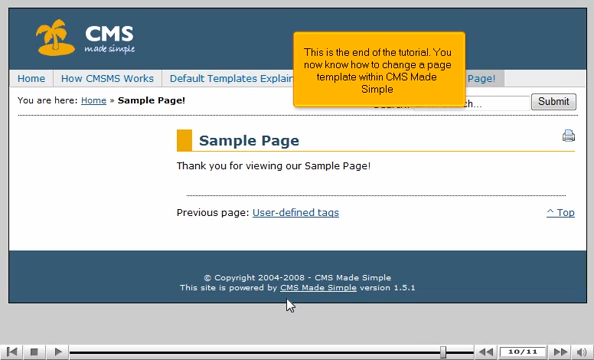 CMS
made simple
This is the end of the tutorial. You
now know how to change a page
template within CMS Made
Simple
Home
How CMSMS Works
Default Templates Explain
Page!
You are here: Home » Sample Page!
Submit
Sample Page
Thank you for viewing our Sample Page!
Previous page: User-defined tags
^ Top
© Copyright 2004-2008 - CMS Made Simple
This site is powered by CMS Made Simple version 1.5.1
10/11